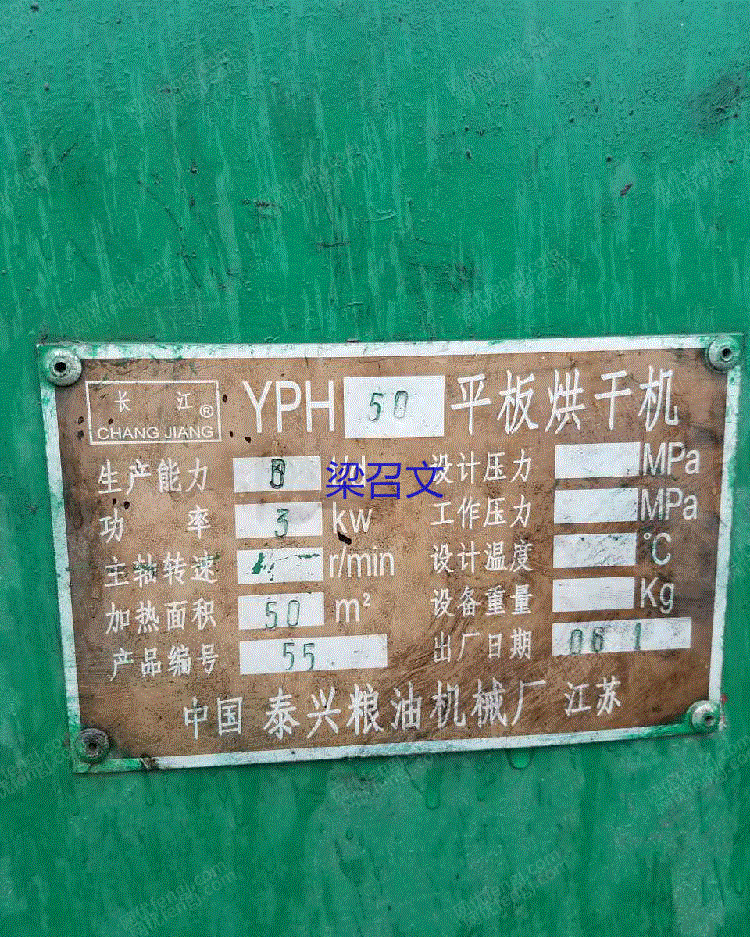 长 江 ®
CHANG JIANG
YPH 50 平板烘干机
生产能力 梁召文 设计压力 MPa
功 率 3 kw 工作压力 MPa
主轴转速 r/min 设计温度 ℃
加热面积 50 m² 设备重量 Kg
产品编号 55 出厂日期 06 1
中国 泰兴粮油机械厂 江苏